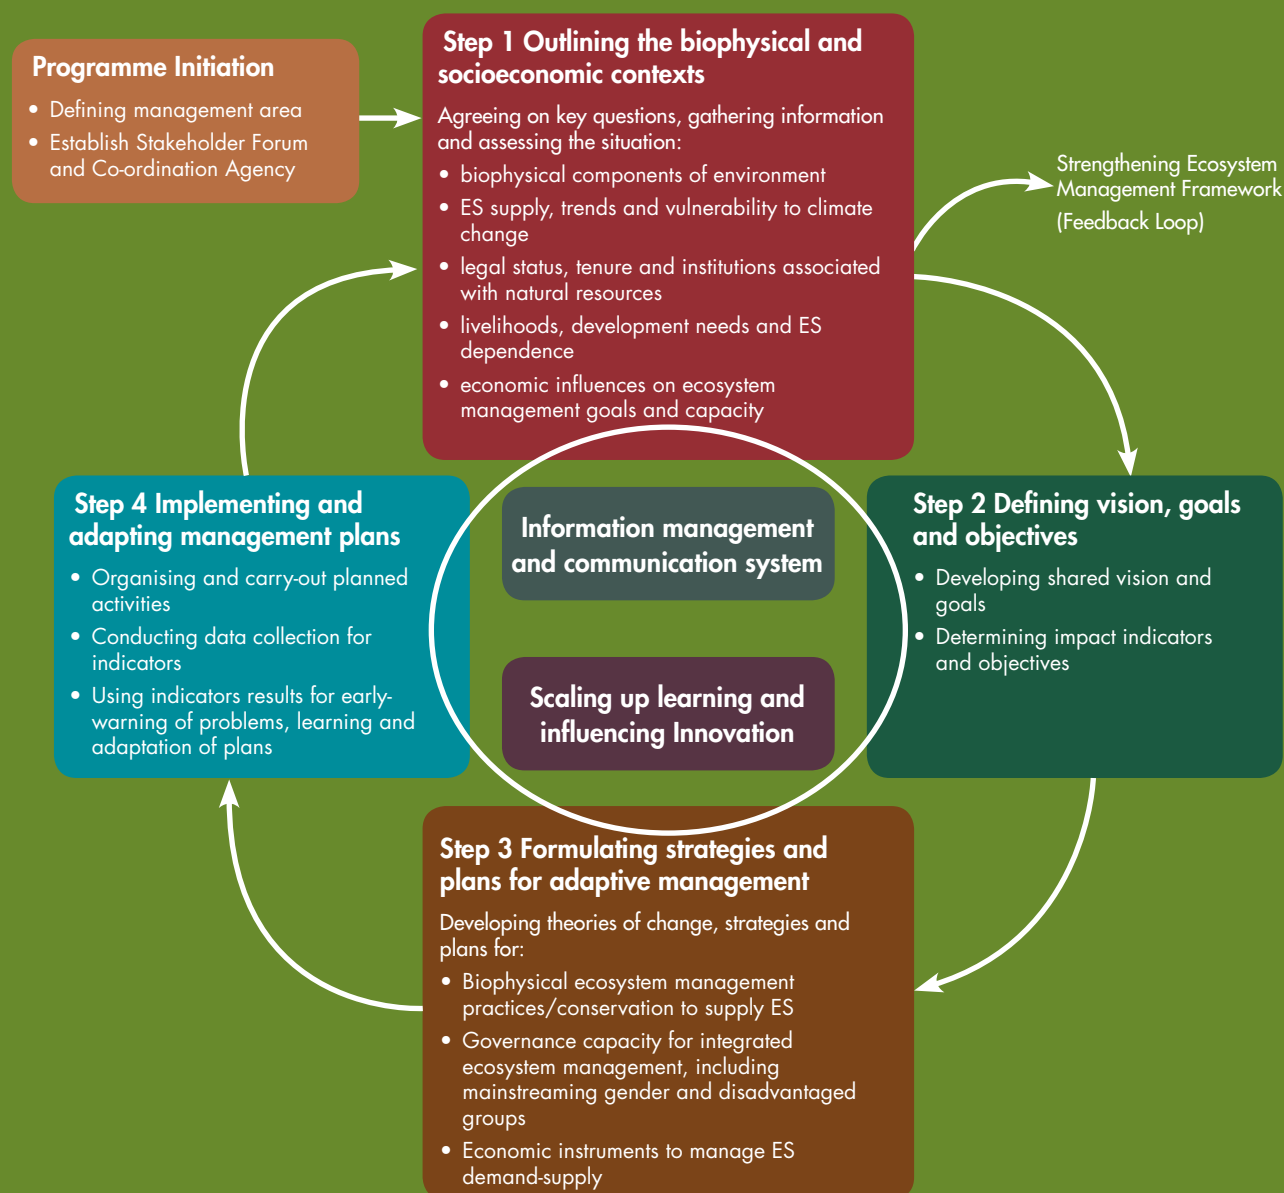 Programme Initiation
• Defining management area
• Establish Stakeholder Forum
and Co-ordination Agency
Step 1 Outlining the biophysical and
socioeconomic contexts
Agreeing on key questions, gathering information
and assessing the situation:
• biophysical components of environment
• ES supply, trends and vulnerability to climate
change
• legal status, tenure and institutions associated
with natural resources
• livelihoods, development needs and ES
dependence
• economic influences on ecosystem
management goals and capacity
Strengthening Ecosystem
Management Framework
(Feedback Loop)
Step 2 Defining vision, goals
and objectives
• Developing shared vision and
goals
• Determining impact indicators
and objectives
Step 3 Formulating strategies and
plans for adaptive management
Developing theories of change, strategies and
plans for:
• Biophysical ecosystem management
practices/conservation to supply ES
• Governance capacity for integrated
ecosystem management, including
mainstreaming gender and disadvantaged
groups
• Economic instruments to manage ES
demand-supply
Step 4 Implementing and
adapting management plans
• Organising and carry-out planned
activities
• Conducting data collection for
indicators
• Using indicators results for early-
warning of problems, learning and
adaptation of plans
Information management
and communication system
Scaling up learning and
influencing Innovation